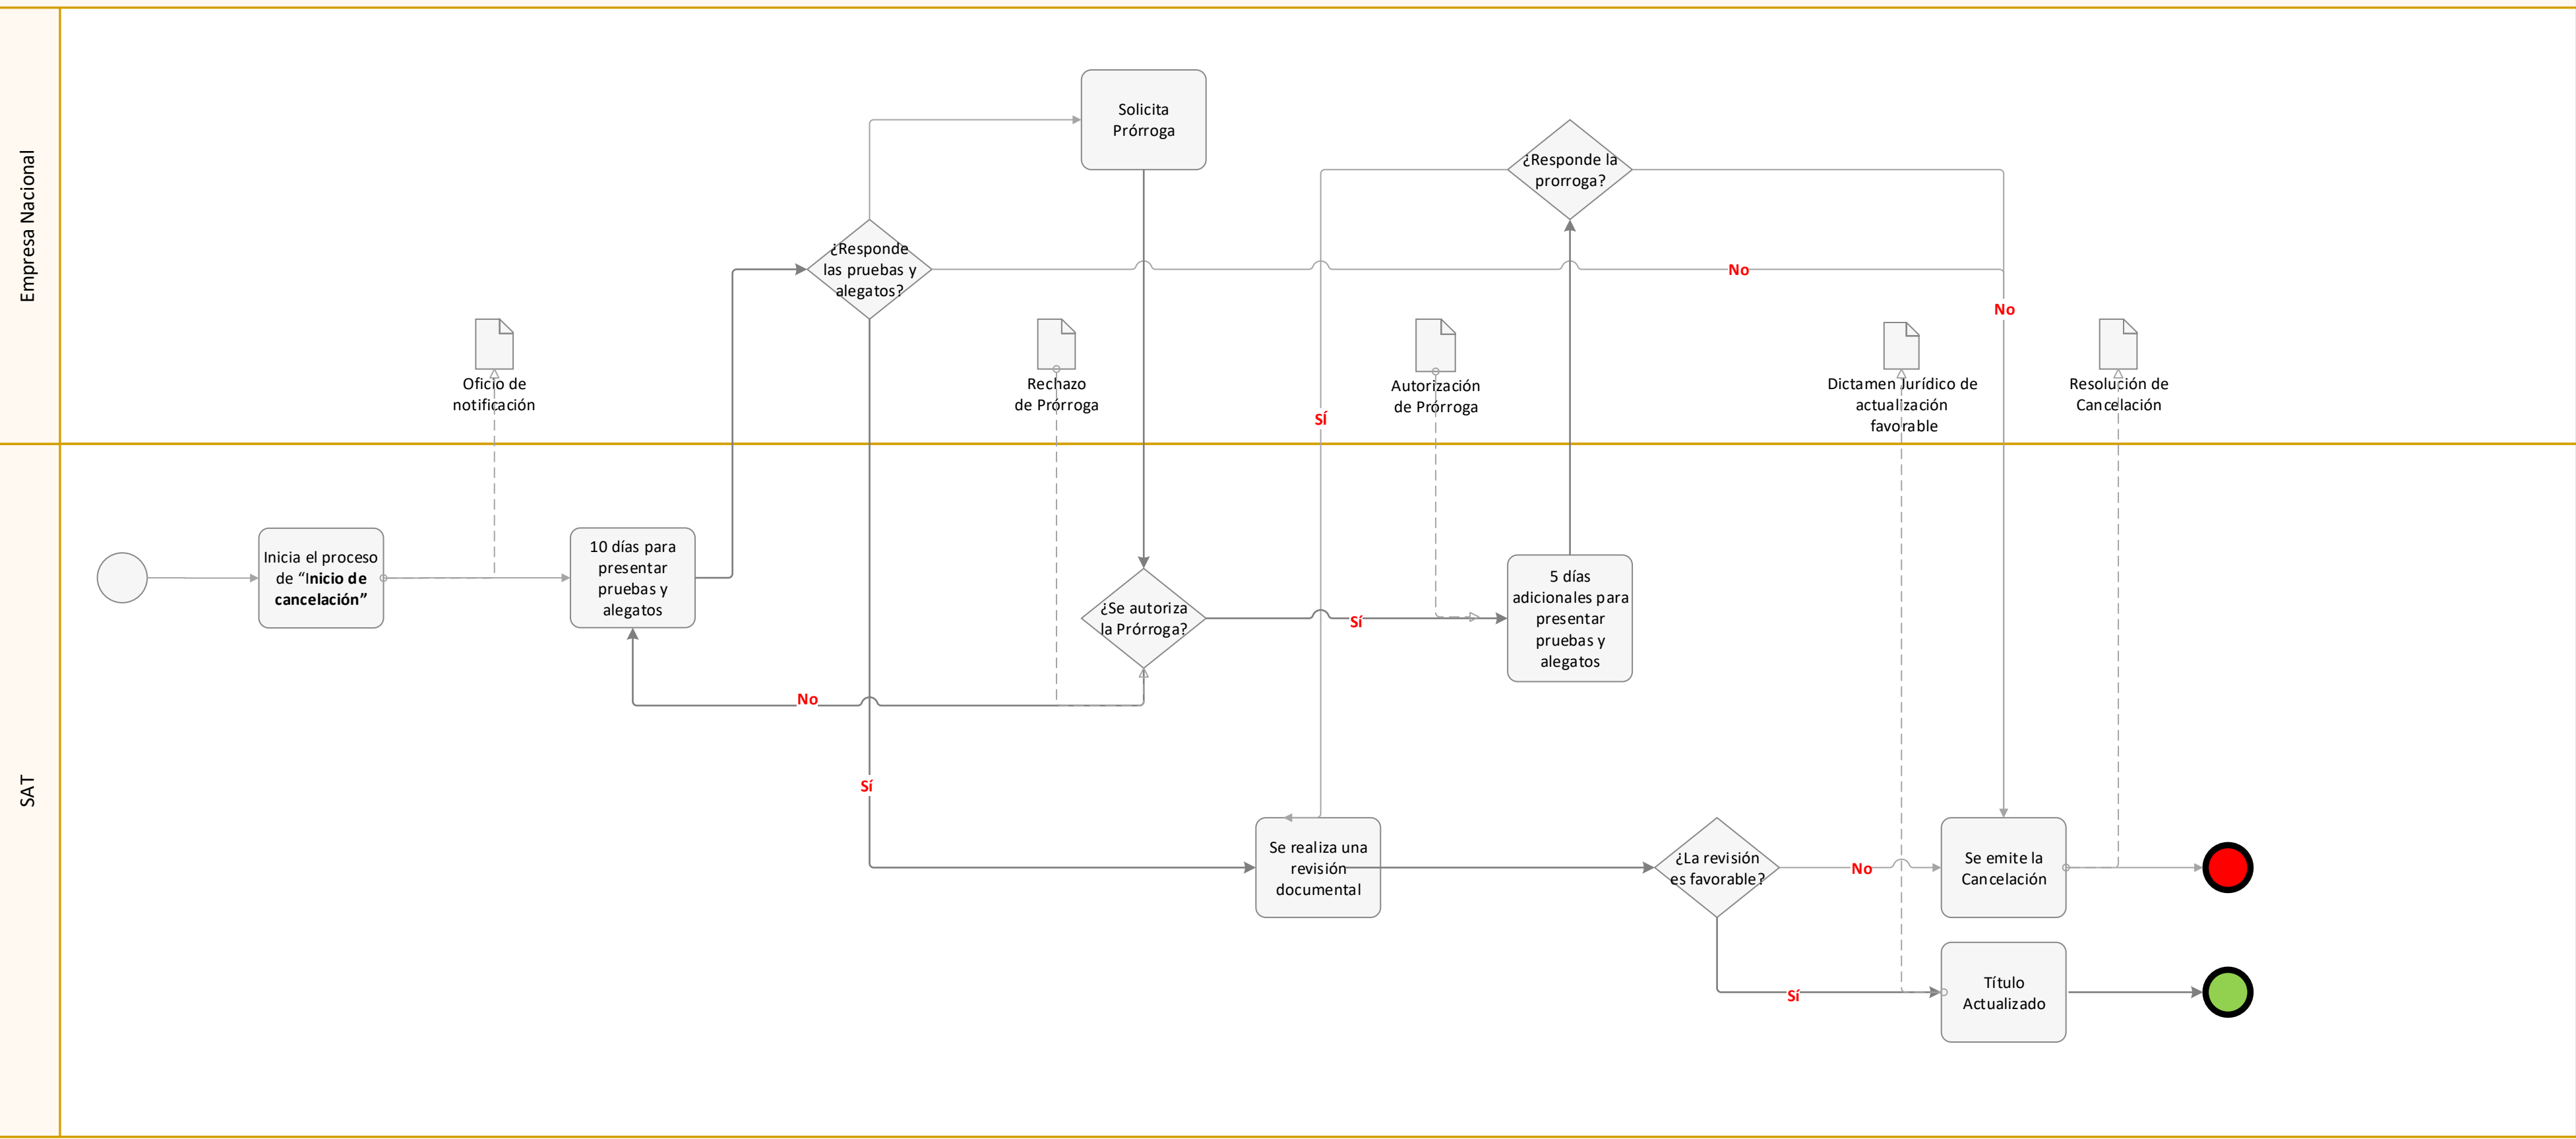 Empresa Nacional
Solicita
Prórroga
¿Responde la
prorroga?
¿Responde
las pruebas y
alegatos?
No
No
Oficio de
notificación
Rechazo
de Prórroga
Autorización
de Prórroga
SÍ
Dictamen Jurídico de
actualización
favorable
Resolución de
Cancelación
SAT
Inicia el proceso
de “Inicio de
cancelación”
10 días para
presentar
pruebas y
alegatos
¿Se autoriza
la Prórroga?
Sí
5 días
adicionales para
presentar
pruebas y
alegatos
No
Sí
Se realiza una
revisión
documental
¿La revisión
es favorable?
No
Se emite la
Cancelación
Sí
Título
Actualizado